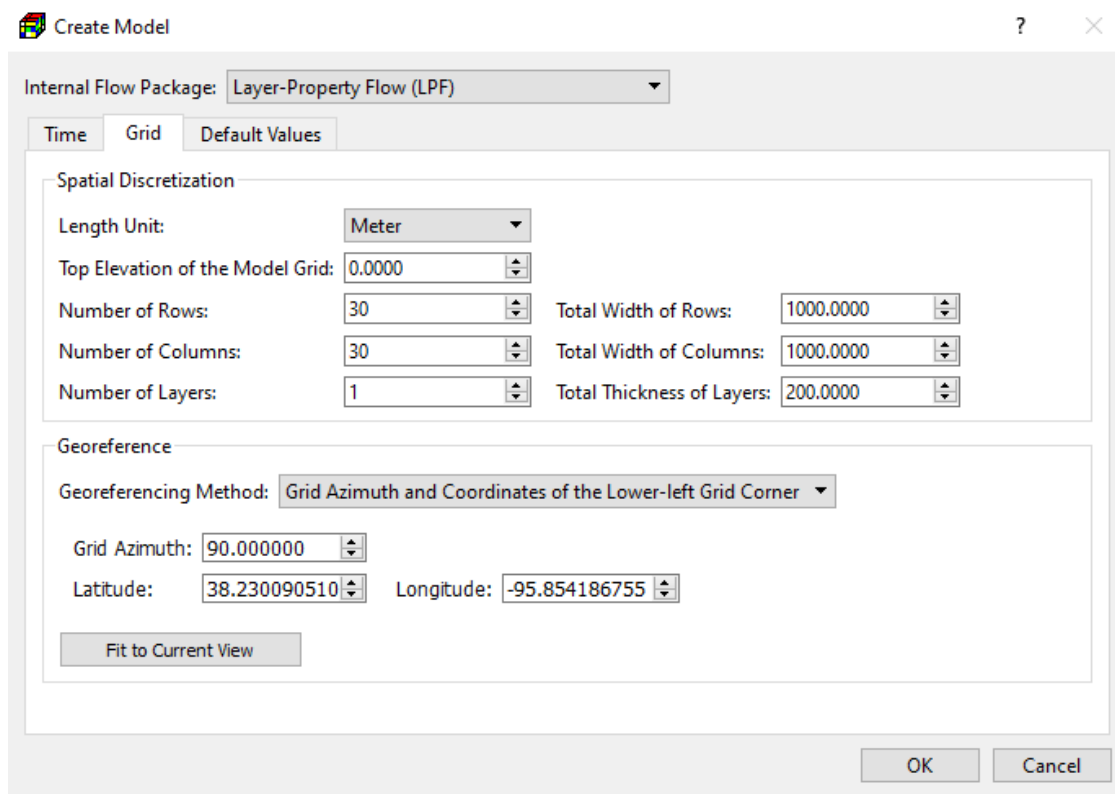 Create Model ?
Internal Flow Package: Layer-Property Flow (LPF)
Time Grid Default Values
Spatial Discretization
Length Unit: Meter
Top Elevation of the Model Grid: 0.0000
Number of Rows: 30 Total Width of Rows: 1000.0000
Number of Columns: 30 Total Width of Columns: 1000.0000
Number of Layers: 1 Total Thickness of Layers: 200.0000
Georeference
Georeferencing Method: Grid Azimuth and Coordinates of the Lower-left Grid Corner
Grid Azimuth: 90.000000
Latitude: 38.230090510 Longitude: -95.854186755
Fit to Current View
OK Cancel